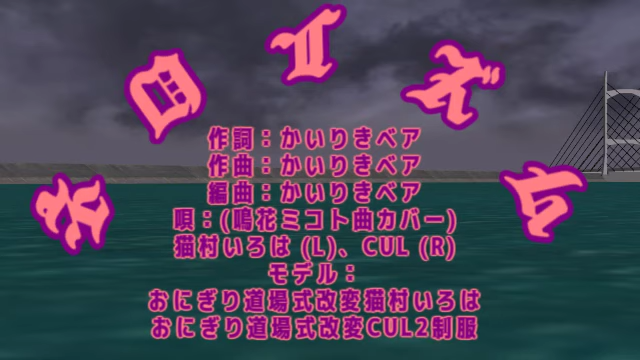 ネロイズム
作詞：かいりきベア
作曲：かいりきベア
編曲：かいりきベア
唄：(鳴花ミコト曲カバー)
猫村いろは (L)、CUL (R)
モデル：
おにぎり道場式改変猫村いろは
おにぎり道場式改変CUL2制服